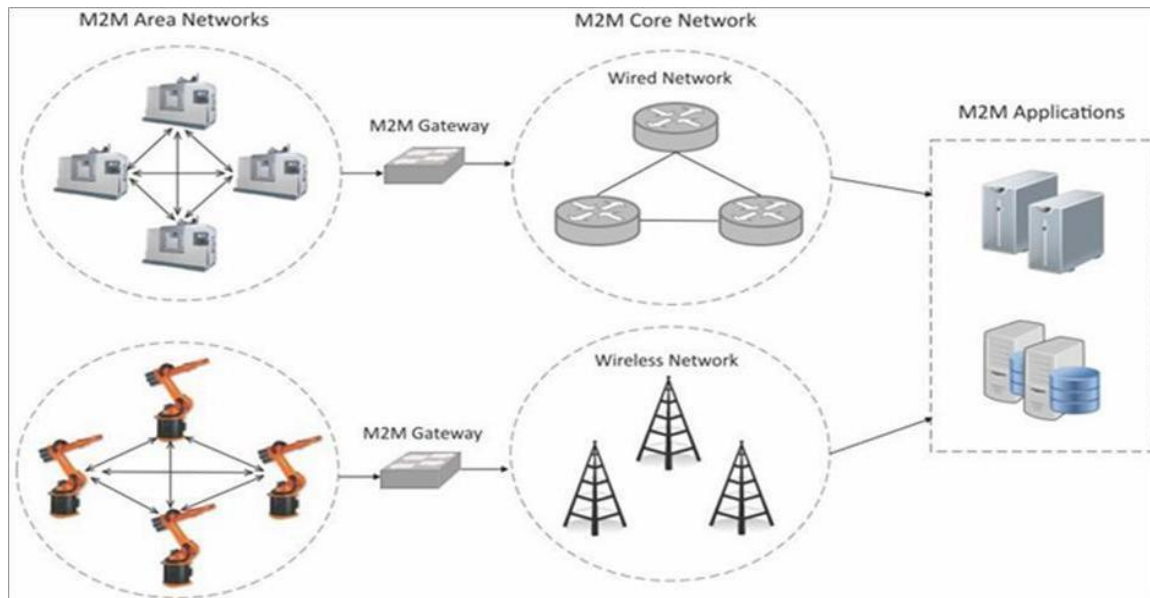 M2M Area Networks
M2M Core Network
Wired Network
M2M Gateway
M2M Applications
Wireless Network
M2M Gateway